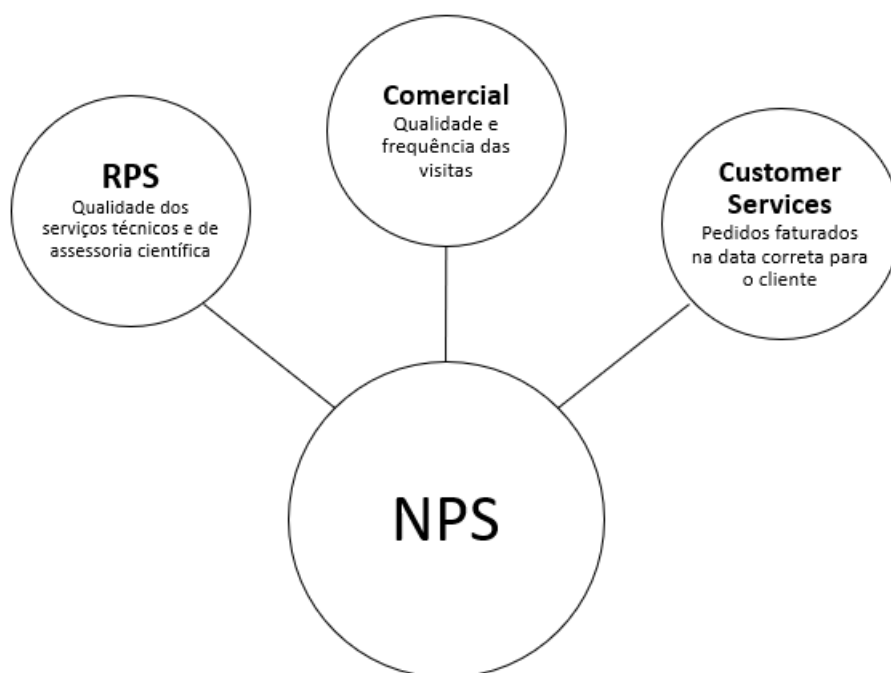 RPS
Qualidade dos
serviços técnicos e de
assessoria científica
Comercial
Qualidade e
frequência das
visitas
Customer
Services
Pedidos faturados
na data correta para
o cliente
NPS